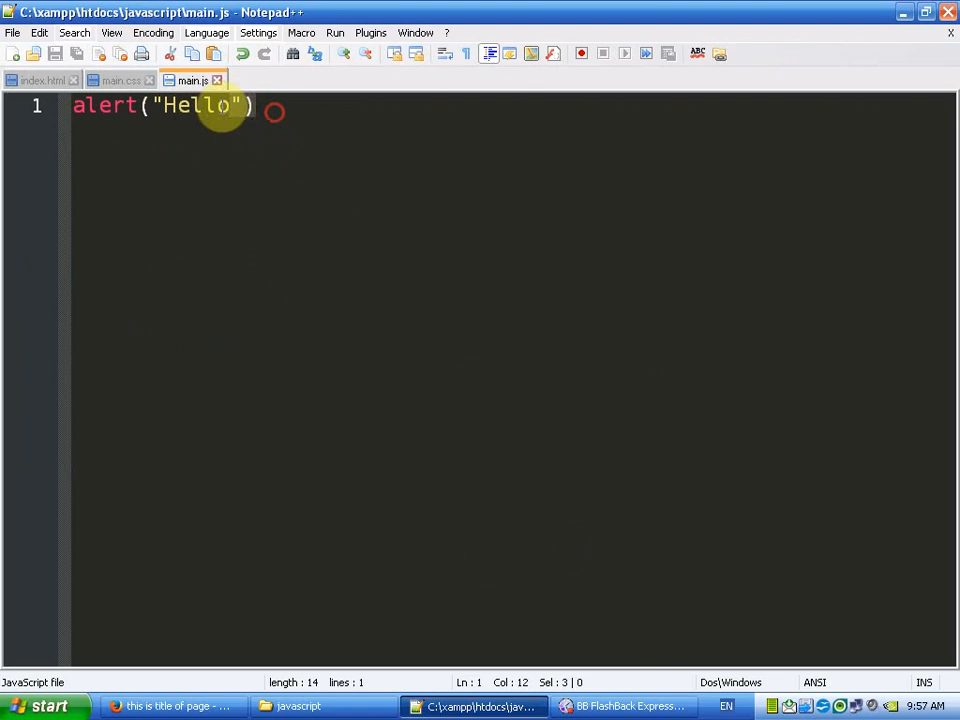 C:\xampp\htdocs\javascript\main.js - Notepad++
File Edit Search View Encoding Language Settings Macro Run Plugins Window ? X
ABC
index.html main.css main.js
1 alert("Hello")
JavaScript file length : 14 lines : 1 Ln : 1 Col : 12 Sel : 3 | 0 Dos\Windows ANSI INS
start this is title of page - ... javascript C:\xampp\htdocs\jav... BB FlashBack Express... EN 9:57 AM